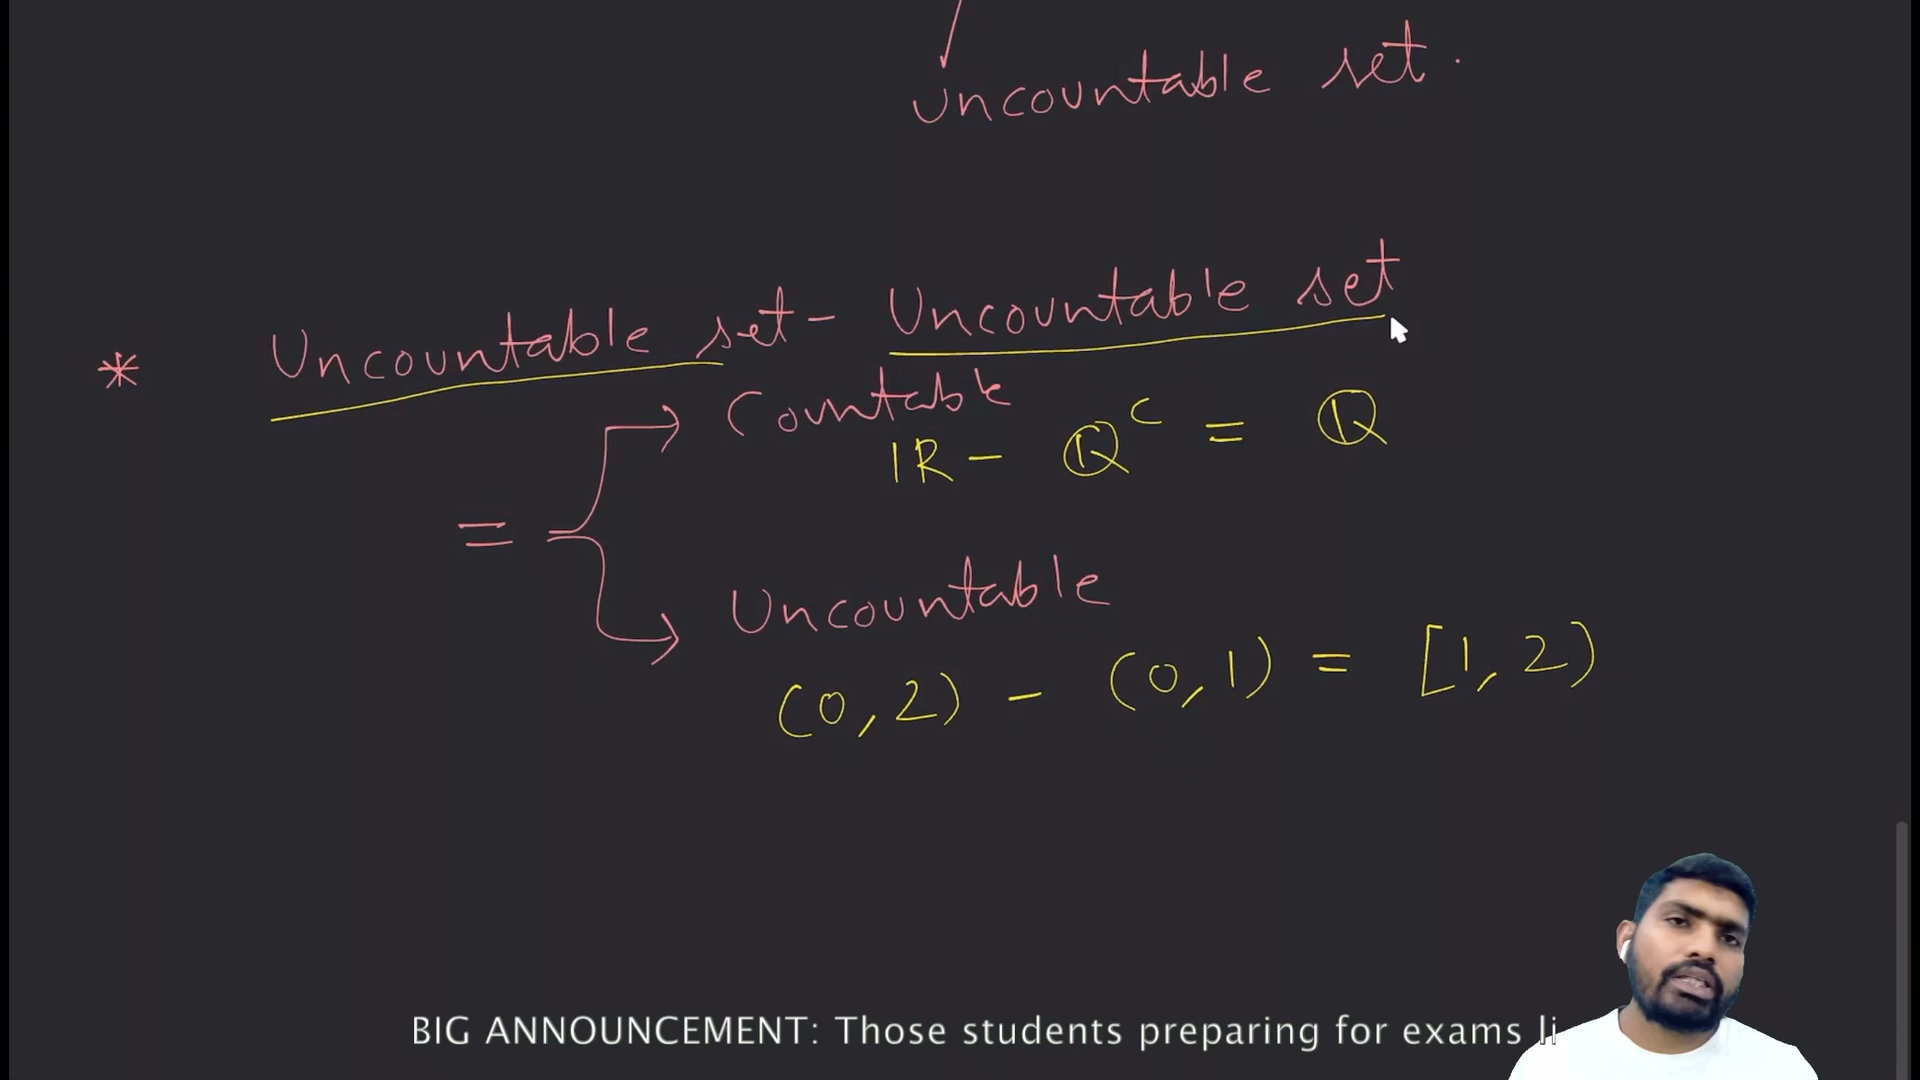 uncountable set.
* Uncountable set - Uncountable set
Countable
ℝ - ℚᶜ = ℚ
=
Uncountable
(0, 2) - (0, 1) = [1, 2)
BIG ANNOUNCEMENT: Those students preparing for exams li